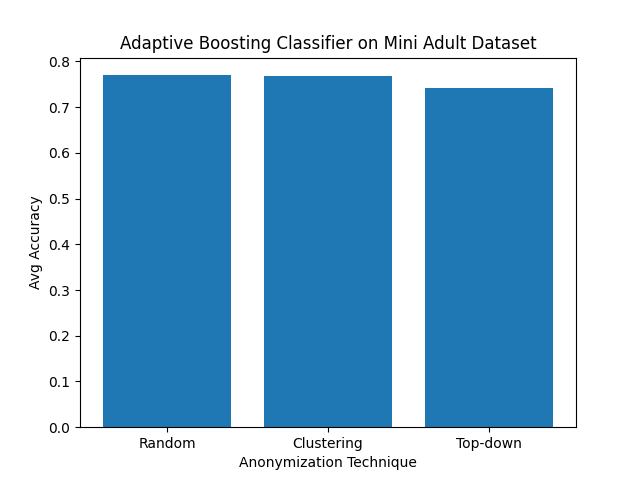 Adaptive Boosting Classifier on Mini Adult Dataset
0.8
0.7
0.6
0.5
0.4
0.3
0.2
0.1
0.0
Avg Accuracy
Random Clustering Top-down
Anonymization Technique